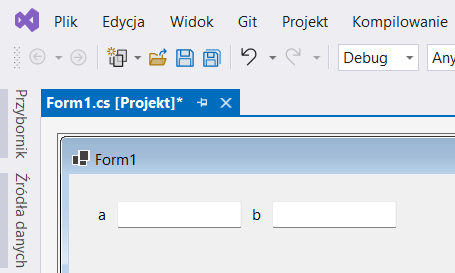 Plik Edycja Widok Git Projekt Kompilowanie
Debug Any
Form1.cs [Projekt]*
Przybornik
Źródła danych
Form1
a b